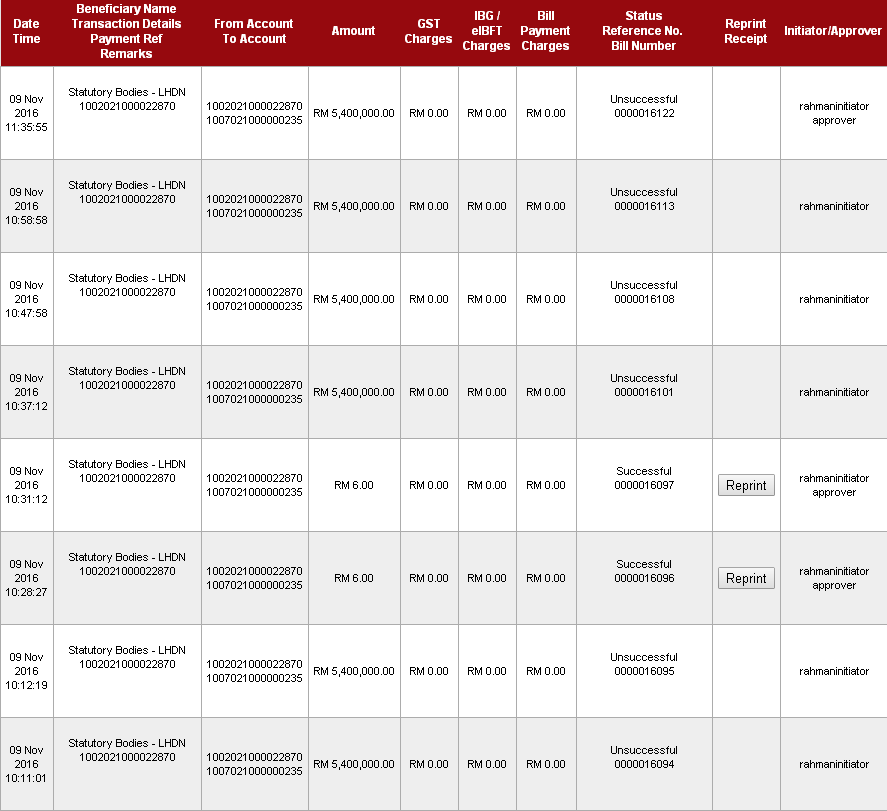 Date
Time
Beneficiary Name
Transaction Details
Payment Ref
Remarks
From Account
To Account
Amount
GST
Charges
IBG /
eIBFT
Charges
Bill
Payment
Charges
Status
Reference No.
Bill Number
Reprint
Receipt
Initiator/Approver
09 Nov
2016
11:35:55
Statutory Bodies - LHDN
1002021000022870
1002021000022870
1007021000000235
RM 5,400,000.00
RM 0.00
RM 0.00
RM 0.00
Unsuccessful
0000016122
rahmaninitiator
approver
09 Nov
2016
10:58:58
Statutory Bodies - LHDN
1002021000022870
1002021000022870
1007021000000235
RM 5,400,000.00
RM 0.00
RM 0.00
RM 0.00
Unsuccessful
0000016113
rahmaninitiator
09 Nov
2016
10:47:58
Statutory Bodies - LHDN
1002021000022870
1002021000022870
1007021000000235
RM 5,400,000.00
RM 0.00
RM 0.00
RM 0.00
Unsuccessful
0000016108
rahmaninitiator
09 Nov
2016
10:37:12
Statutory Bodies - LHDN
1002021000022870
1002021000022870
1007021000000235
RM 5,400,000.00
RM 0.00
RM 0.00
RM 0.00
Unsuccessful
0000016101
rahmaninitiator
09 Nov
2016
10:31:12
Statutory Bodies - LHDN
1002021000022870
1002021000022870
1007021000000235
RM 6.00
RM 0.00
RM 0.00
RM 0.00
Successful
0000016097
Reprint
rahmaninitiator
approver
09 Nov
2016
10:28:27
Statutory Bodies - LHDN
1002021000022870
1002021000022870
1007021000000235
RM 6.00
RM 0.00
RM 0.00
RM 0.00
Successful
0000016096
Reprint
rahmaninitiator
approver
09 Nov
2016
10:12:19
Statutory Bodies - LHDN
1002021000022870
1002021000022870
1007021000000235
RM 5,400,000.00
RM 0.00
RM 0.00
RM 0.00
Unsuccessful
0000016095
rahmaninitiator
09 Nov
2016
10:11:01
Statutory Bodies - LHDN
1002021000022870
1002021000022870
1007021000000235
RM 5,400,000.00
RM 0.00
RM 0.00
RM 0.00
Unsuccessful
0000016094
rahmaninitiator